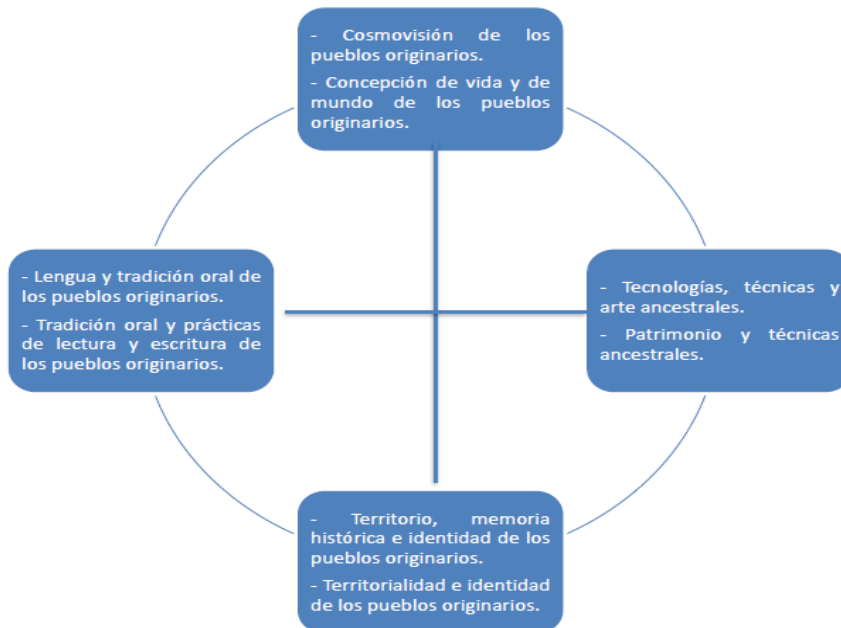 - Cosmovisión de los
pueblos originarios.
- Concepción de vida y de
mundo de los pueblos
originarios.
- Lengua y tradición oral de
los pueblos originarios.
- Tradición oral y prácticas
de lectura y escritura de
los pueblos originarios.
- Tecnologías, técnicas y
arte ancestrales.
- Patrimonio y técnicas
ancestrales.
- Territorio, memoria
histórica e identidad de los
pueblos originarios.
- Territorialidad e identidad
de los pueblos originarios.